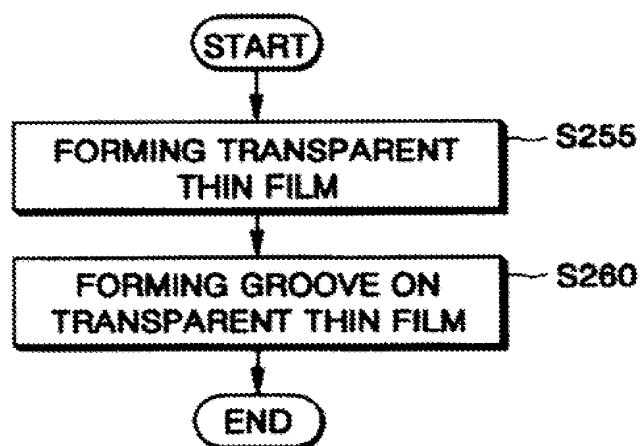 START
FORMING TRANSPARENT
THIN FILM
S255
FORMING GROOVE ON
TRANSPARENT THIN FILM
S260
END